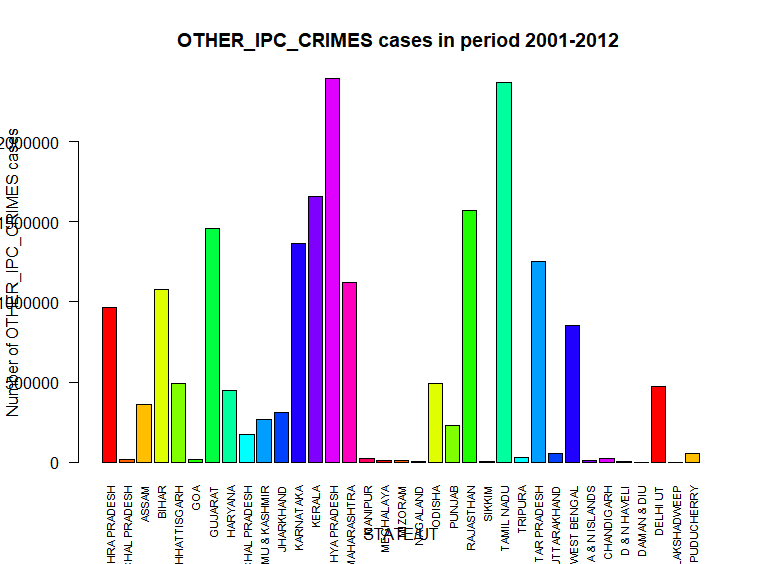 OTHER_IPC_CRIMES cases in period 2001-2012
Number of OTHER_IPC_CRIMES cases
2000000
1500000
1000000
500000
0
HRA PRADESH
CHAL PRADESH
ASSAM
BIHAR
HHATTISGARH
GOA
GUJARAT
HARYANA
CHAL PRADESH
MU & KASHMIR
JHARKHAND
KARNATAKA
KERALA
HYA PRADESH
MAHARASHTRA
MANIPUR
MEGHALAYA
MIZORAM
NAGALAND
ODISHA
PUNJAB
RAJASTHAN
SIKKIM
TAMIL NADU
TRIPURA
TAR PRADESH
UTTARAKHAND
WEST BENGAL
A & N ISLANDS
CHANDIGARH
D & N HAVELI
DAMAN & DIU
DELHI UT
LAKSHADWEEP
PUDUCHERRY
STATE/UT